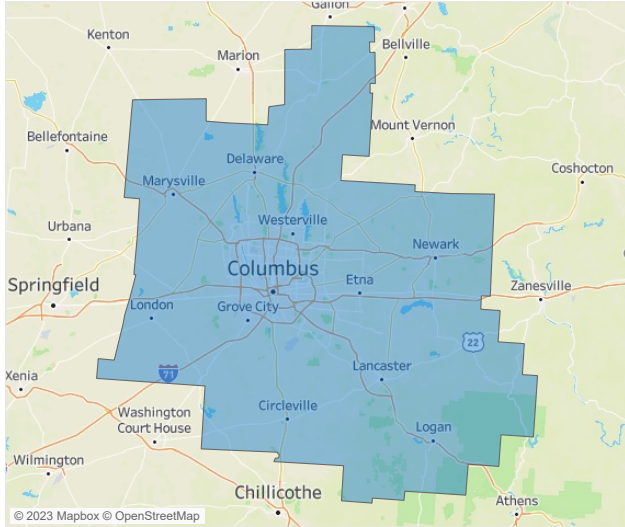 Galion
Kenton
Bellville
Marion
Mount Vernon
Bellefontaine
Delaware
Coshocton
Marysville
Urbana
Westerville
Newark
Columbus
Springfield
Etna
Zanesville
London
Grove City
22
71
Lancaster
Xenia
Circleville
Washington
Court House
Logan
Wilmington
Chillicothe
Athens
© 2023 Mapbox © OpenStreetMap